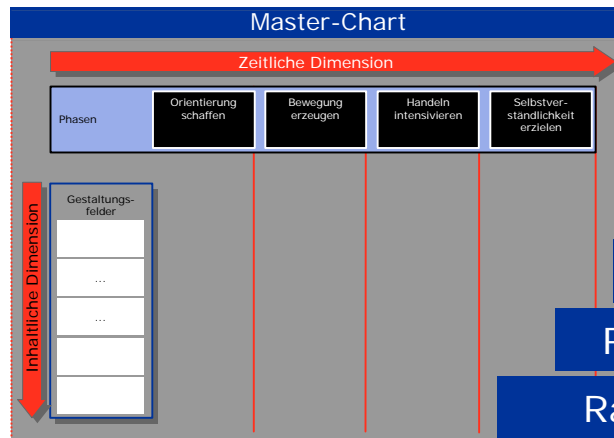 Master-Chart
Zeitliche Dimension
Phasen
Orientierung
schaffen
Bewegung
erzeugen
Handeln
intensivieren
Selbstver-
ständlichkeit
erzielen
Inhaltliche Dimension
Gestaltungs-
felder
...
...